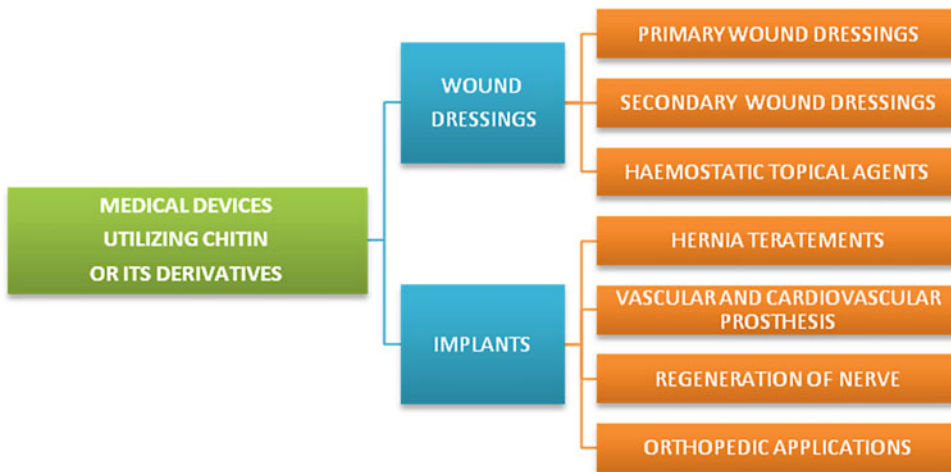 MEDICAL DEVICES
UTILIZING CHITIN
OR ITS DERIVATIVES
WOUND
DRESSINGS
PRIMARY WOUND DRESSINGS
SECONDARY WOUND DRESSINGS
HAEMOSTATIC TOPICAL AGENTS
IMPLANTS
HERNIA TERATEMENTS
VASCULAR AND CARDIOVASCULAR
PROSTHESIS
REGENERATION OF NERVE
ORTHOPEDIC APPLICATIONS